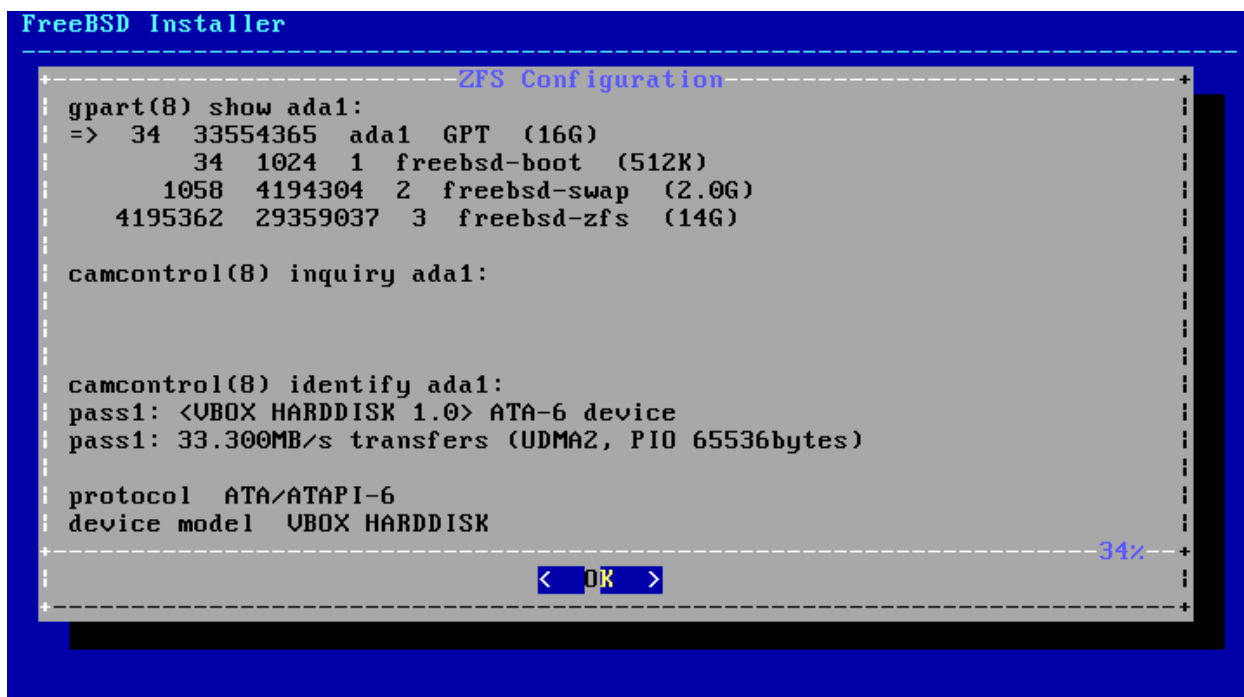 FreeBSD Installer
ZFS Configuration
gpart(8) show ada1:
=> 34 33554365 ada1 GPT (16G)
34 1024 1 freebsd-boot (512K)
1058 4194304 2 freebsd-swap (2.0G)
4195362 29359037 3 freebsd-zfs (14G)
camcontrol(8) inquiry ada1:
camcontrol(8) identify ada1:
pass1: <VBOX HARDDISK 1.0> ATA-6 device
pass1: 33.300MB/s transfers (UDMA2, PIO 65536bytes)
protocol ATA/ATAPI-6
device model VBOX HARDDISK
34%
< OK >